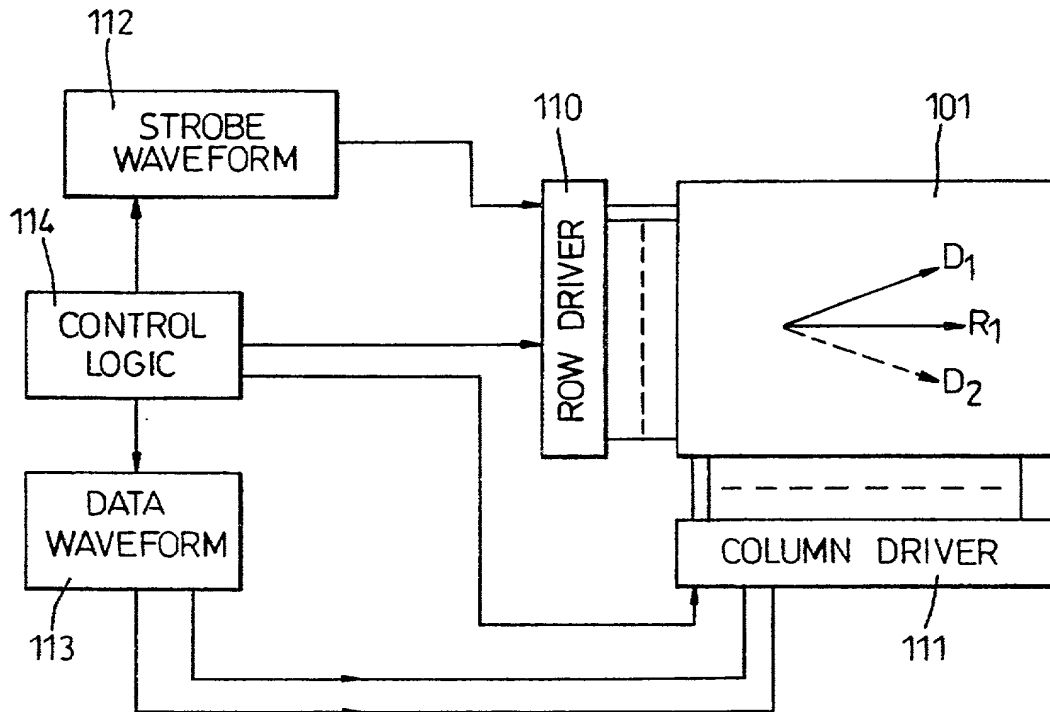 112
STROBE
WAVEFORM
110
101
114
CONTROL
LOGIC
ROW DRIVER
D1
R1
D2
DATA
WAVEFORM
COLUMN DRIVER
113
111